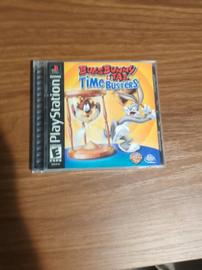 BUGS BUNNY
& TAZ
TIME BUSTERS
PlayStation